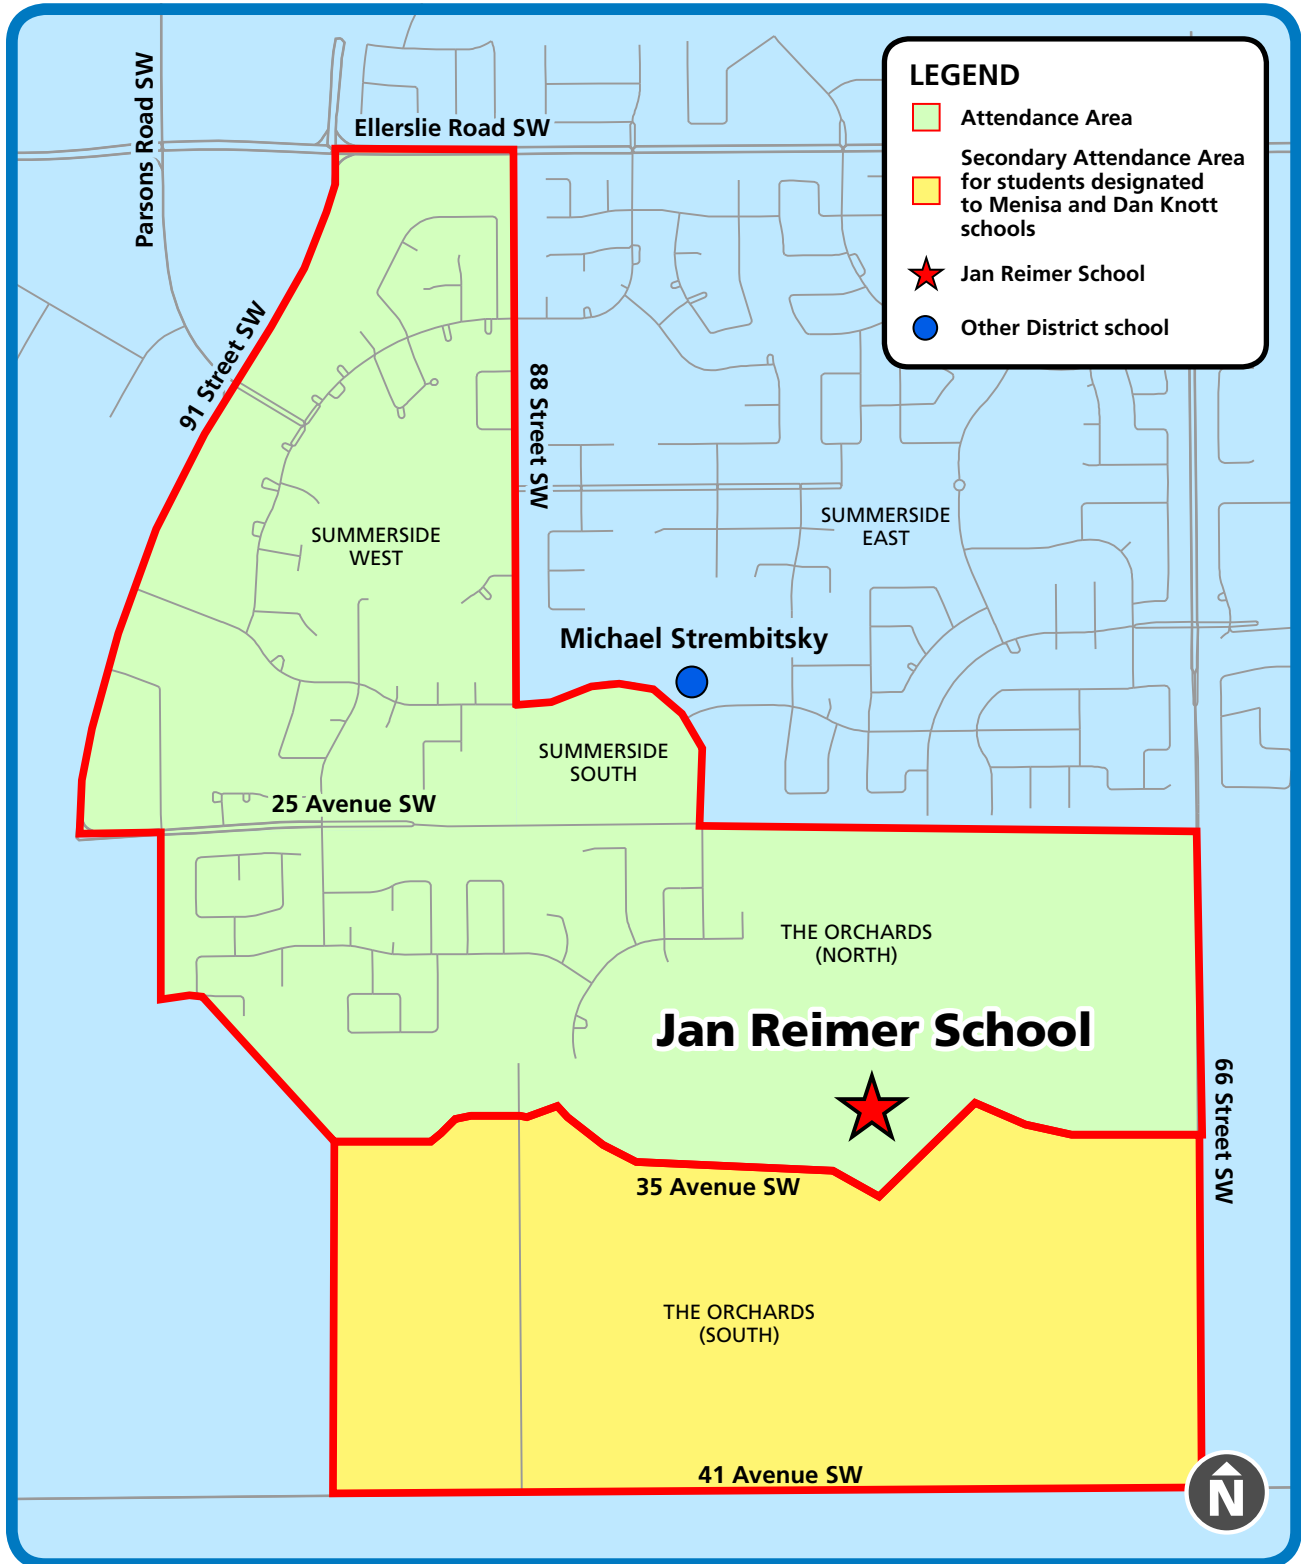 LEGEND
Attendance Area
Secondary Attendance Area
for students designated
to Menisa and Dan Knott
schools
Jan Reimer School
Other District school
Parsons Road SW
Ellerslie Road SW
91 Street SW
88 Street SW
SUMMERSIDE
WEST
SUMMERSIDE
EAST
Michael Strembitsky
SUMMERSIDE
SOUTH
25 Avenue SW
THE ORCHARDS
(NORTH)
Jan Reimer School
66 Street SW
35 Avenue SW
THE ORCHARDS
(SOUTH)
41 Avenue SW
N